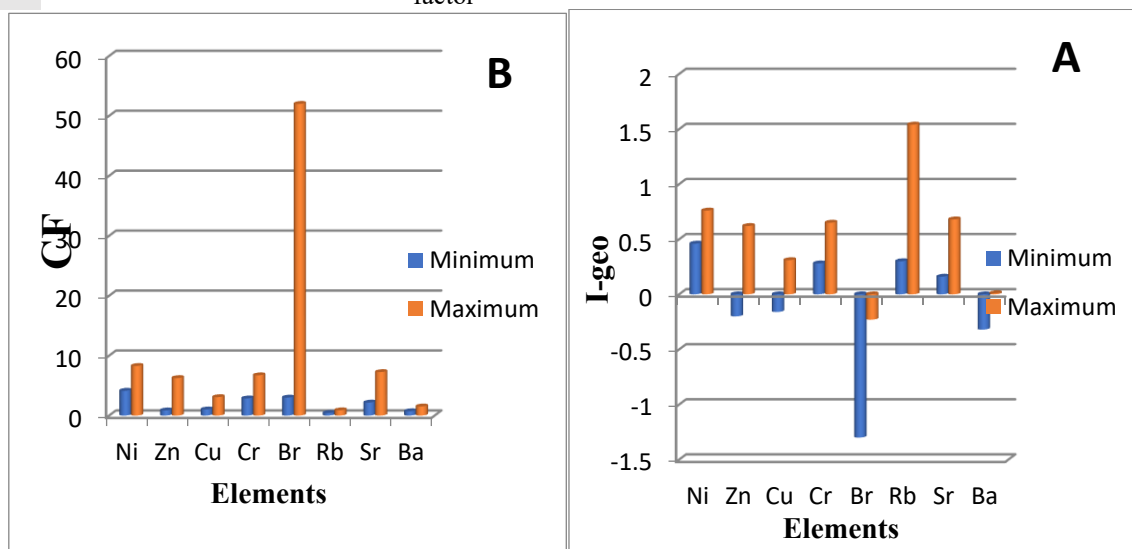 factor
B
60
50
40
30
20
10
0
CF
Ni Zn Cu Cr Br Rb Sr Ba
Elements
Minimum
Maximum
A
2
1.5
1
0.5
0
-0.5
-1
-1.5
I-geo
Ni Zn Cu Cr Br Rb Sr Ba
Elements
Minimum
Maximum